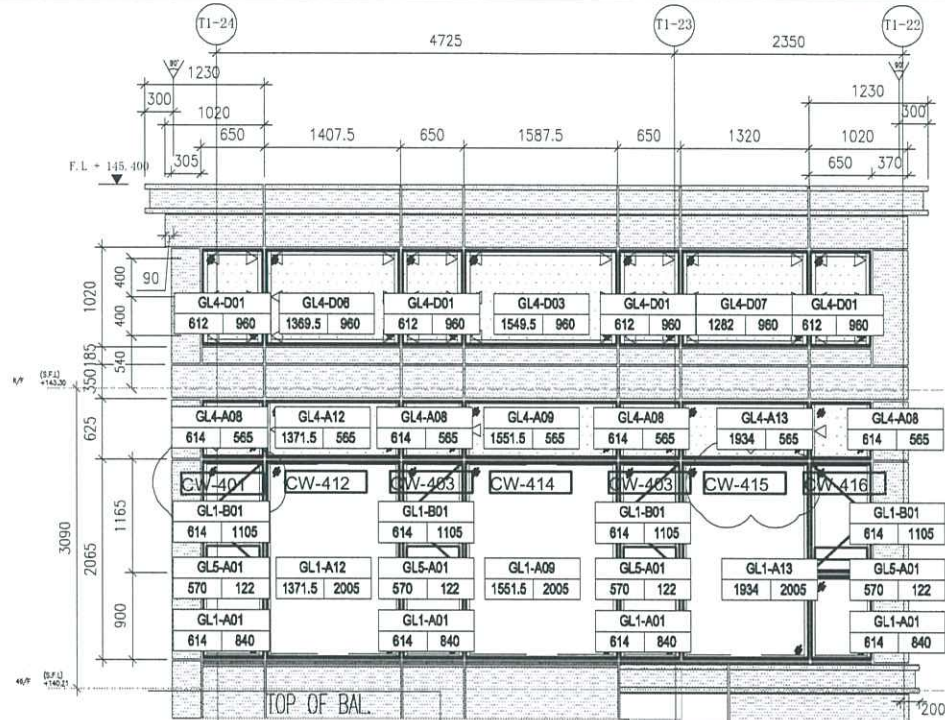 T1-24 T1-23 T1-22
4725 2350
90° 90°
1230 1230
300 300
1020
650 1407.5 650 1587.5 650 1320 1020
305 650 370
F.L + 145.400
1020 400 90
GL4-D01 GL4-D06 GL4-D01 GL4-D03 GL4-D01 GL4-D07 GL4-D01
400 612 960 1369.5 960 612 960 1549.5 960 612 960 1282 960 612 960
185 540
R/F (S.F.L) +143.30 350
GL4-A08 GL4-A12 GL4-A08 GL4-A09 GL4-A08 GL4-A13 GL4-A08
625 614 565 1371.5 565 614 565 1551.5 565 614 565 1934 565 614 565
CW-401 CW-412 CW-403 CW-414 CW-403 CW-415 CW-416
3090 2065 1165
GL1-B01 GL1-B01 GL1-B01 GL1-B01
614 1105 614 1105 614 1105 614 1105
GL5-A01 GL1-A12 GL5-A01 GL1-A09 GL5-A01 GL1-A13 GL5-A01
570 122 1371.5 2005 570 122 1551.5 2005 570 122 1934 2005 570 122
900
GL1-A01 GL1-A01 GL1-A01 GL1-A01
614 840 614 840 614 840 614 840
(S.F.L) +140.21
TOP OF BAL.
200